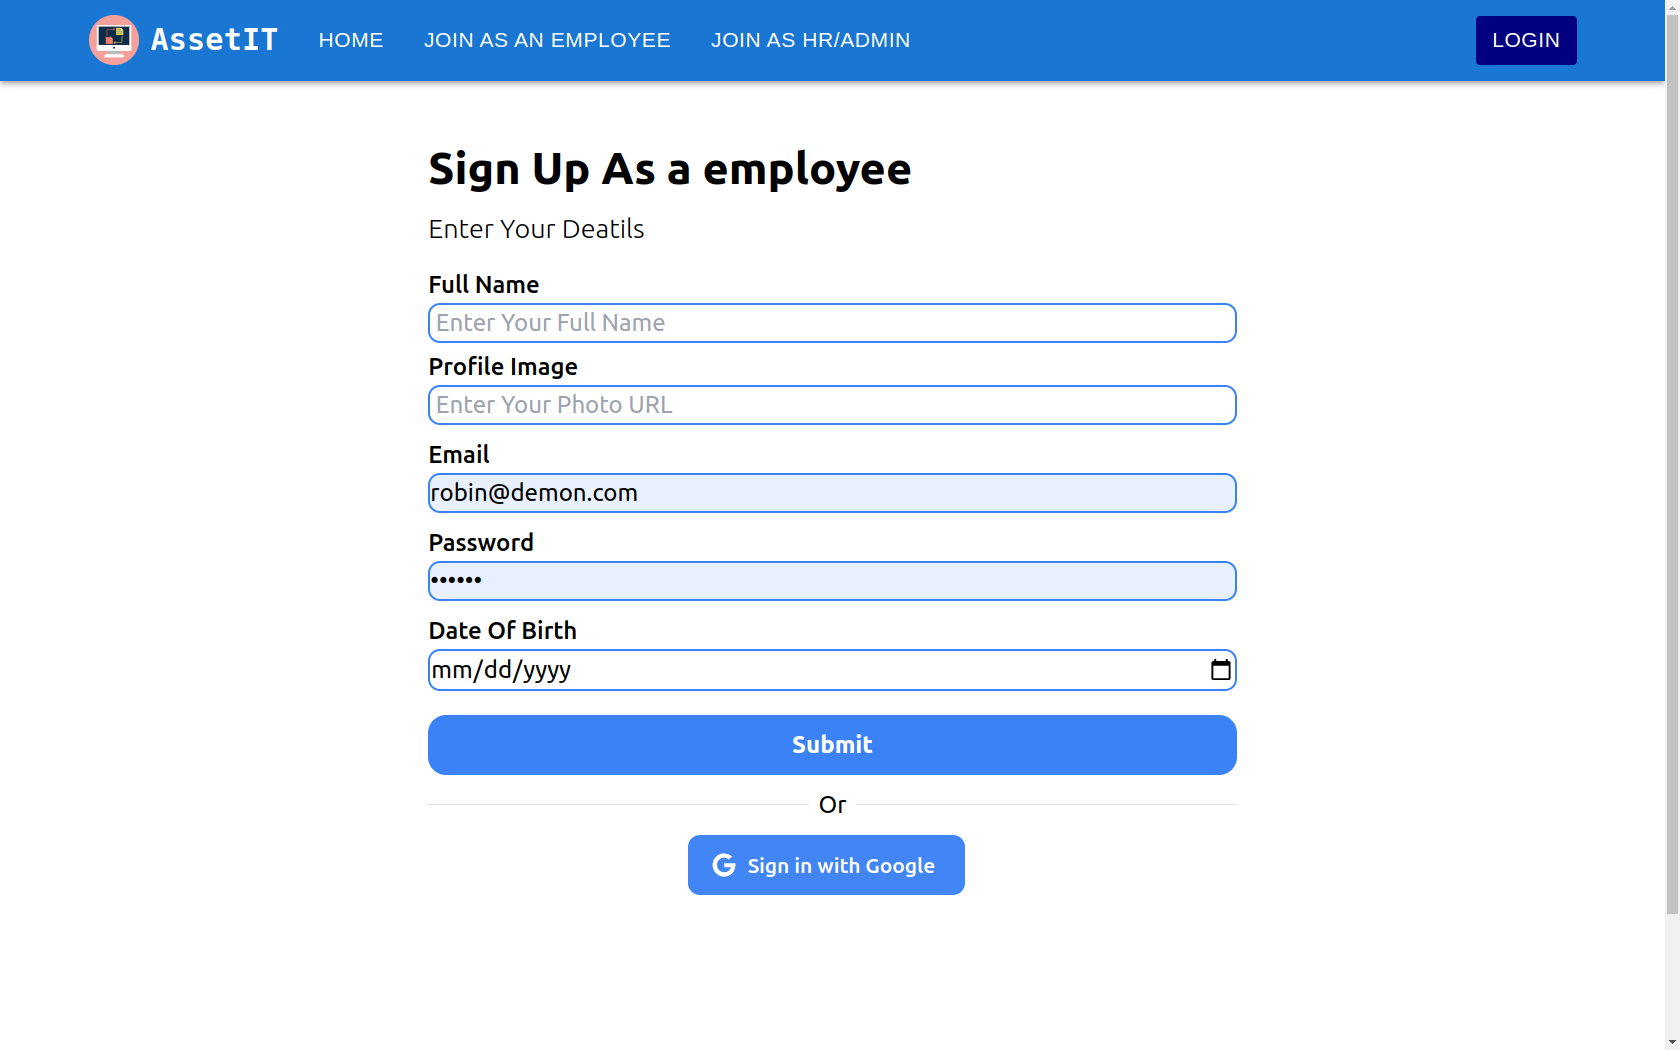 AssetIT HOME JOIN AS AN EMPLOYEE JOIN AS HR/ADMIN LOGIN
Sign Up As a employee
Enter Your Deatils
Full Name
Enter Your Full Name
Profile Image
Enter Your Photo URL
Email
robin@demon.com
Password
••••••
Date Of Birth
mm/dd/yyyy
Submit
Or
Sign in with Google